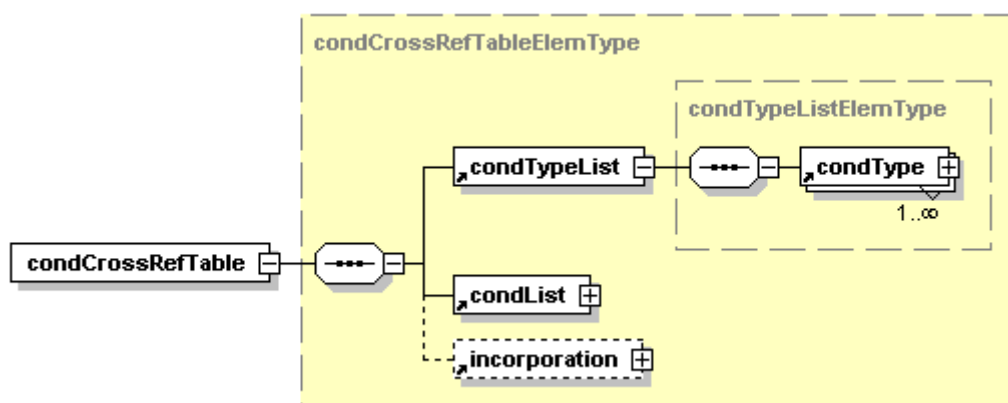 condCrossRefTableElemType
condTypeListElemType
condTypeList
condType
1..∞
condCrossRefTable
condList
incorporation